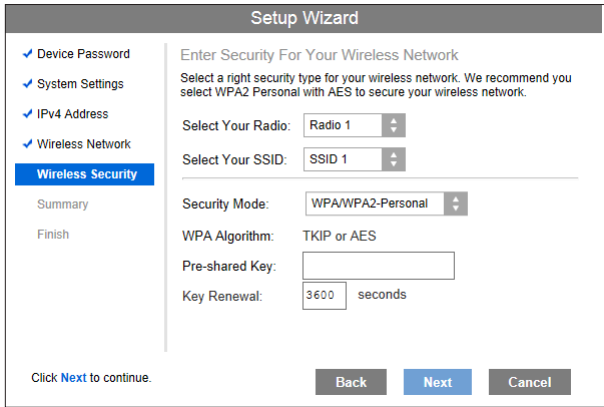 Setup Wizard
Device Password
System Settings
IPv4 Address
Wireless Network
Wireless Security
Summary
Finish
Enter Security For Your Wireless Network
Select a right security type for your wireless network. We recommend you
select WPA2 Personal with AES to secure your wireless network.
Select Your Radio: Radio 1
Select Your SSID: SSID 1
Security Mode: WPA/WPA2-Personal
WPA Algorithm: TKIP or AES
Pre-shared Key:
Key Renewal: 3600 seconds
Click Next to continue.
Back Next Cancel